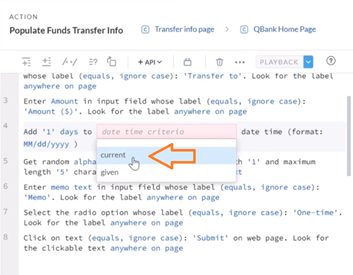 ACTION
Populate Funds Transfer Info
Transfer info page
QBank Home Page
+ API
PLAYBACK
whose label (equals, ignore case): 'Transfer to'. Look for the
label anywhere on page
3 Enter Amount in input field whose label (equals, ignore case):
'Amount ($)'. Look for the label anywhere on page
4 Add '1' days to date time criteria date time (format:
MM/dd/yyyy )
current
given
5 Get random alpha with '1' and maximum
length '5' chara ct
6 Enter memo text in input field whose label (equals, ignore case):
'Memo'. Look for the label anywhere on page
7 Select the radio option whose label (equals, ignore case): 'One-time'.
Look for the label anywhere on page
8 Click on text (equals, ignore case): 'Submit' on web page. Look for
the clickable text anywhere on page